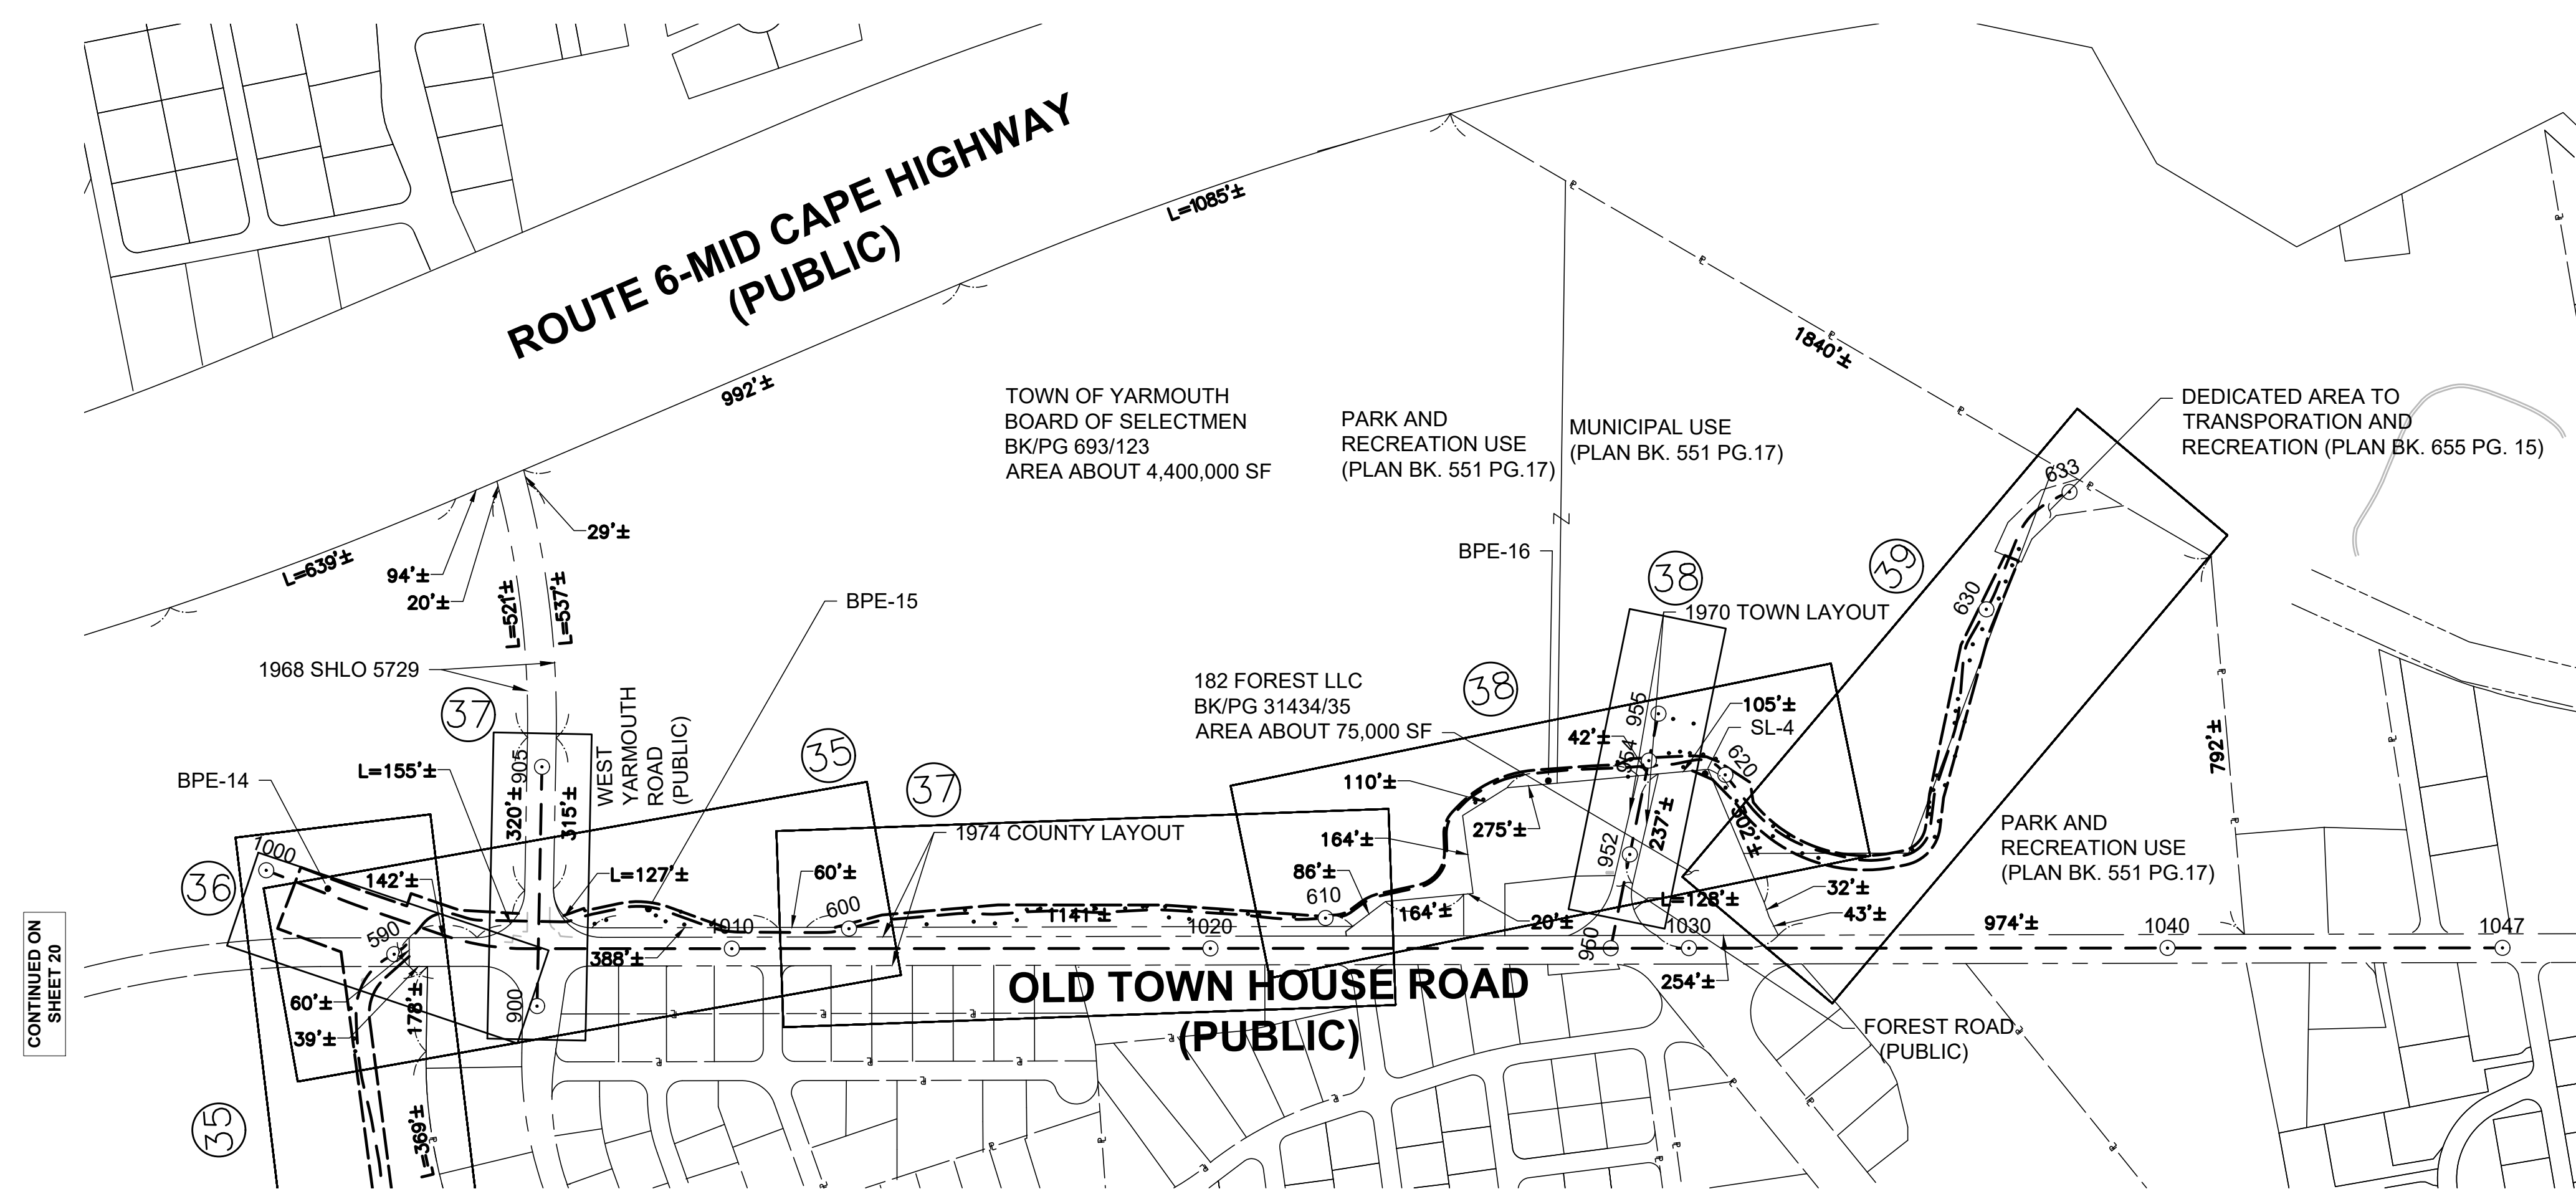 ROUTE 6-MID CAPE HIGHWAY
(PUBLIC)
L=1085'±
992'±
1840'±
TOWN OF YARMOUTH
BOARD OF SELECTMEN
BK/PG 693/123
AREA ABOUT 4,400,000 SF
PARK AND
RECREATION USE
(PLAN BK. 551 PG.17)
MUNICIPAL USE
(PLAN BK. 551 PG.17)
DEDICATED AREA TO
TRANSPORATION AND
RECREATION (PLAN BK. 655 PG. 15)
633
29'±
L=639'±
94'±
20'±
L=521'±
L=537'±
BPE-16
38
39
BPE-15
630
1970 TOWN LAYOUT
1968 SHLO 5729
182 FOREST LLC
BK/PG 31434/35
AREA ABOUT 75,000 SF
38
37
WEST
YARMOUTH
ROAD
(PUBLIC)
955
105'±
SL-4
42'±
954
620
792'±
35
BPE-14
L=155'±
905
320'±
315'±
37
110'±
302'±
275'±
237'±
1974 COUNTY LAYOUT
164'±
PARK AND
RECREATION USE
(PLAN BK. 551 PG.17)
1000
36
142'±
L=127'±
60'±
86'±
952
32'±
L=128'±
600
610
164'±
20'±
43'±
1141'±
590
1010
1020
1030
974'±
1040
1047
388'±
950
254'±
CONTINUED ON
SHEET 20
60'±
178'±
900
39'±
OLD TOWN HOUSE ROAD
(PUBLIC)
FOREST ROAD
(PUBLIC)
35
L=369'±